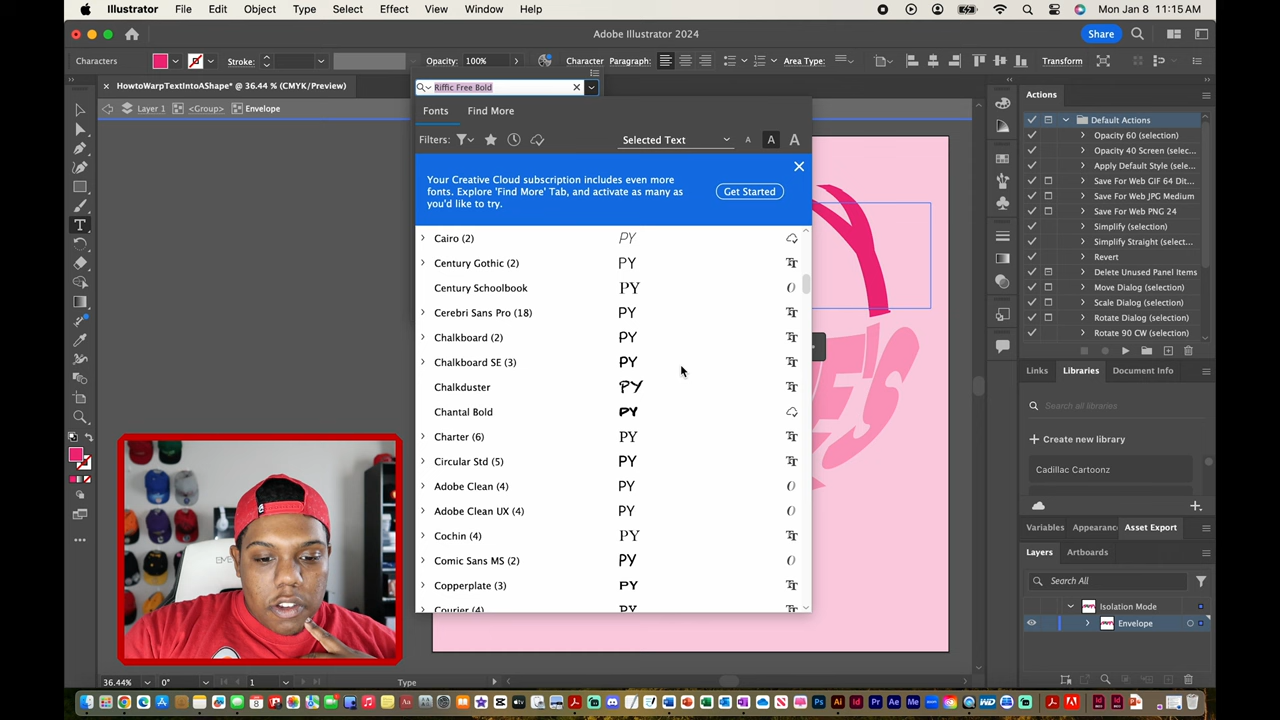 Illustrator File Edit Object Type Select Effect View Window Help Mon Jan 8 11:15 AM
Adobe Illustrator 2024 Share
Characters Stroke: Opacity: 100% Character Paragraph: Area Type: Transform
HowtoWarpTextIntoAShape* @ 36.44 % (CMYK/Preview)
Layer 1 <Group> Envelope
Riffic Free Bold
Fonts Find More
Filters: Selected Text A A A
Your Creative Cloud subscription includes even more
fonts. Explore 'Find More' Tab, and activate as many as
you'd like to try.
Get Started
Cairo (2) PY
Century Gothic (2) PY
Century Schoolbook PY
Cerebri Sans Pro (18) PY
Chalkboard (2) PY
Chalkboard SE (3) PY
Chalkduster PY
Chantal Bold PY
Charter (6) PY
Circular Std (5) PY
Adobe Clean (4) PY
Adobe Clean UX (4) PY
Cochin (4) PY
Comic Sans MS (2) PY
Copperplate (3) PY
Courier (4) PY
Actions
Default Actions
Opacity 60 (selection)
Opacity 40 Screen (selec...
Apply Default Style (sele...
Save For Web GIF 64 Dit...
Save For Web JPG Medium
Save For Web PNG 24
Simplify (selection)
Simplify Straight (select...
Revert
Delete Unused Panel Items
Move Dialog (selection)
Scale Dialog (selection)
Rotate Dialog (selection)
Rotate 90 CW (selection)
Links Libraries Document Info
Search all libraries
Create new library
Cadillac Cartoonz
Variables Appearanc Asset Export
Layers Artboards
Search All
Isolation Mode
Envelope
36.44% 0° 1 Type